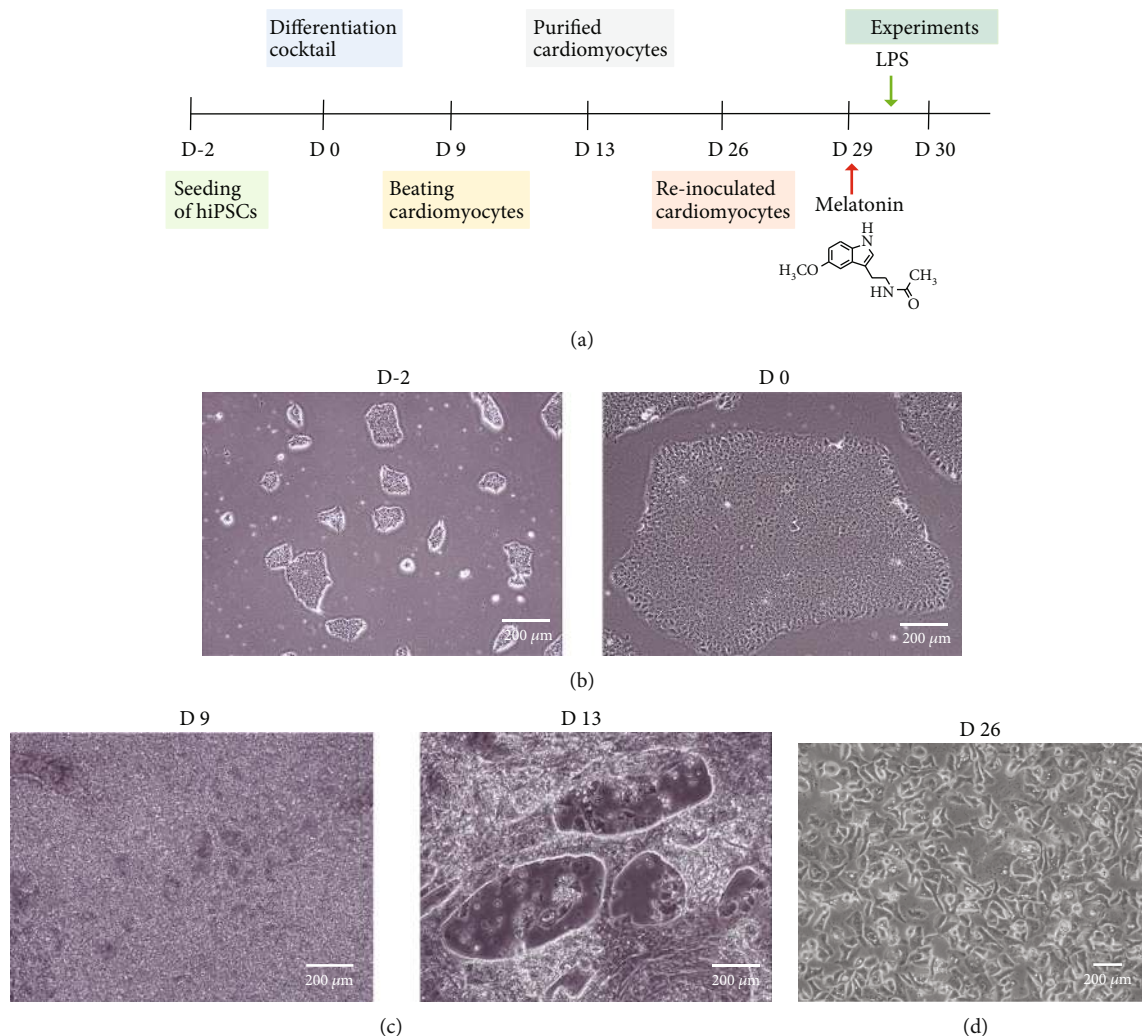 Differentiation
cocktail
Purified
cardiomyocytes
Experiments
LPS
D-2
D 0
D 9
D 13
D 26
D 29
D 30
Seeding
of hiPSCs
Beating
cardiomyocytes
Re-inoculated
cardiomyocytes
Melatonin
H
N
H₃CO
CH₃
HN
O
(a)
D-2
D 0
200 μm
200 μm
(b)
D 9
D 13
D 26
200 μm
200 μm
200 μm
(c)
(d)